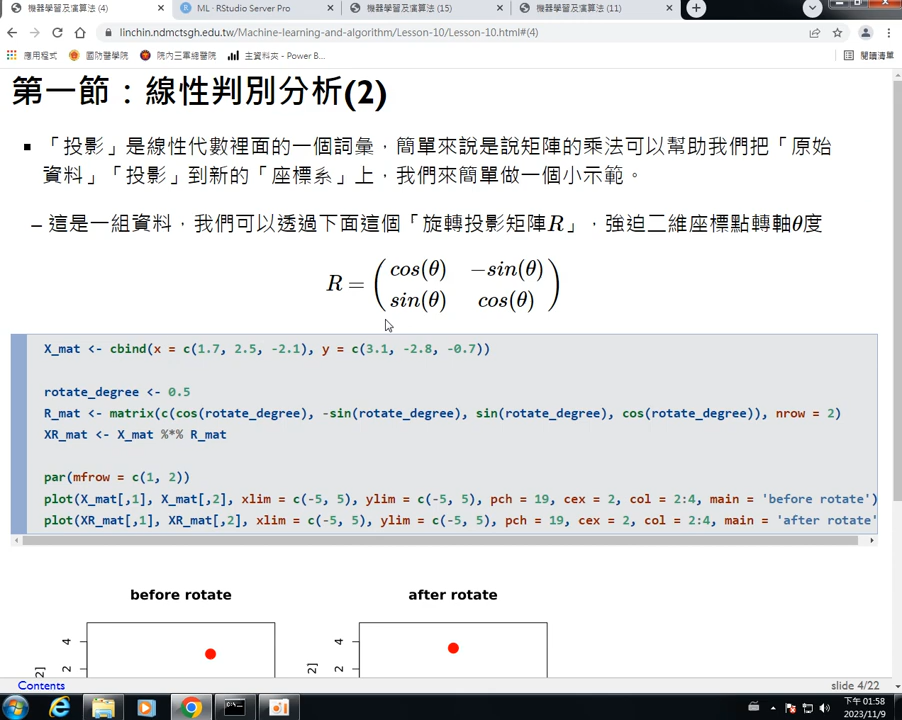 機器學習及演算法 (4)
ML - RStudio Server Pro
機器學習及演算法 (15)
機器學習及演算法 (11)
linchin.ndmctsgh.edu.tw/Machine-learning-and-algorithm/Lesson-10/Lesson-10.html#(4)
應用程式
國防醫學院
院內三軍總醫院
主資料夾 - Power B...
閱讀清單
第一節：線性判別分析(2)
「投影」是線性代數裡面的一個詞彙，簡單來說是說矩陣的乘法可以幫助我們把「原始
資料」「投影」到新的「座標系」上，我們來簡單做一個小示範。
– 這是一組資料，我們可以透過下面這個「旋轉投影矩陣R」，強迫二維座標點轉軸θ度
R = ( cos(θ) −sin(θ)
sin(θ) cos(θ) )
X_mat <- cbind(x = c(1.7, 2.5, -2.1), y = c(3.1, -2.8, -0.7))
rotate_degree <- 0.5
R_mat <- matrix(c(cos(rotate_degree), -sin(rotate_degree), sin(rotate_degree), cos(rotate_degree)), nrow = 2)
XR_mat <- X_mat %*% R_mat
par(mfrow = c(1, 2))
plot(X_mat[,1], X_mat[,2], xlim = c(-5, 5), ylim = c(-5, 5), pch = 19, cex = 2, col = 2:4, main = 'before rotate')
plot(XR_mat[,1], XR_mat[,2], xlim = c(-5, 5), ylim = c(-5, 5), pch = 19, cex = 2, col = 2:4, main = 'after rotate'
before rotate
after rotate
4
4
2
2
2]
2]
Contents
slide 4/22
下午 01:58
2023/11/9